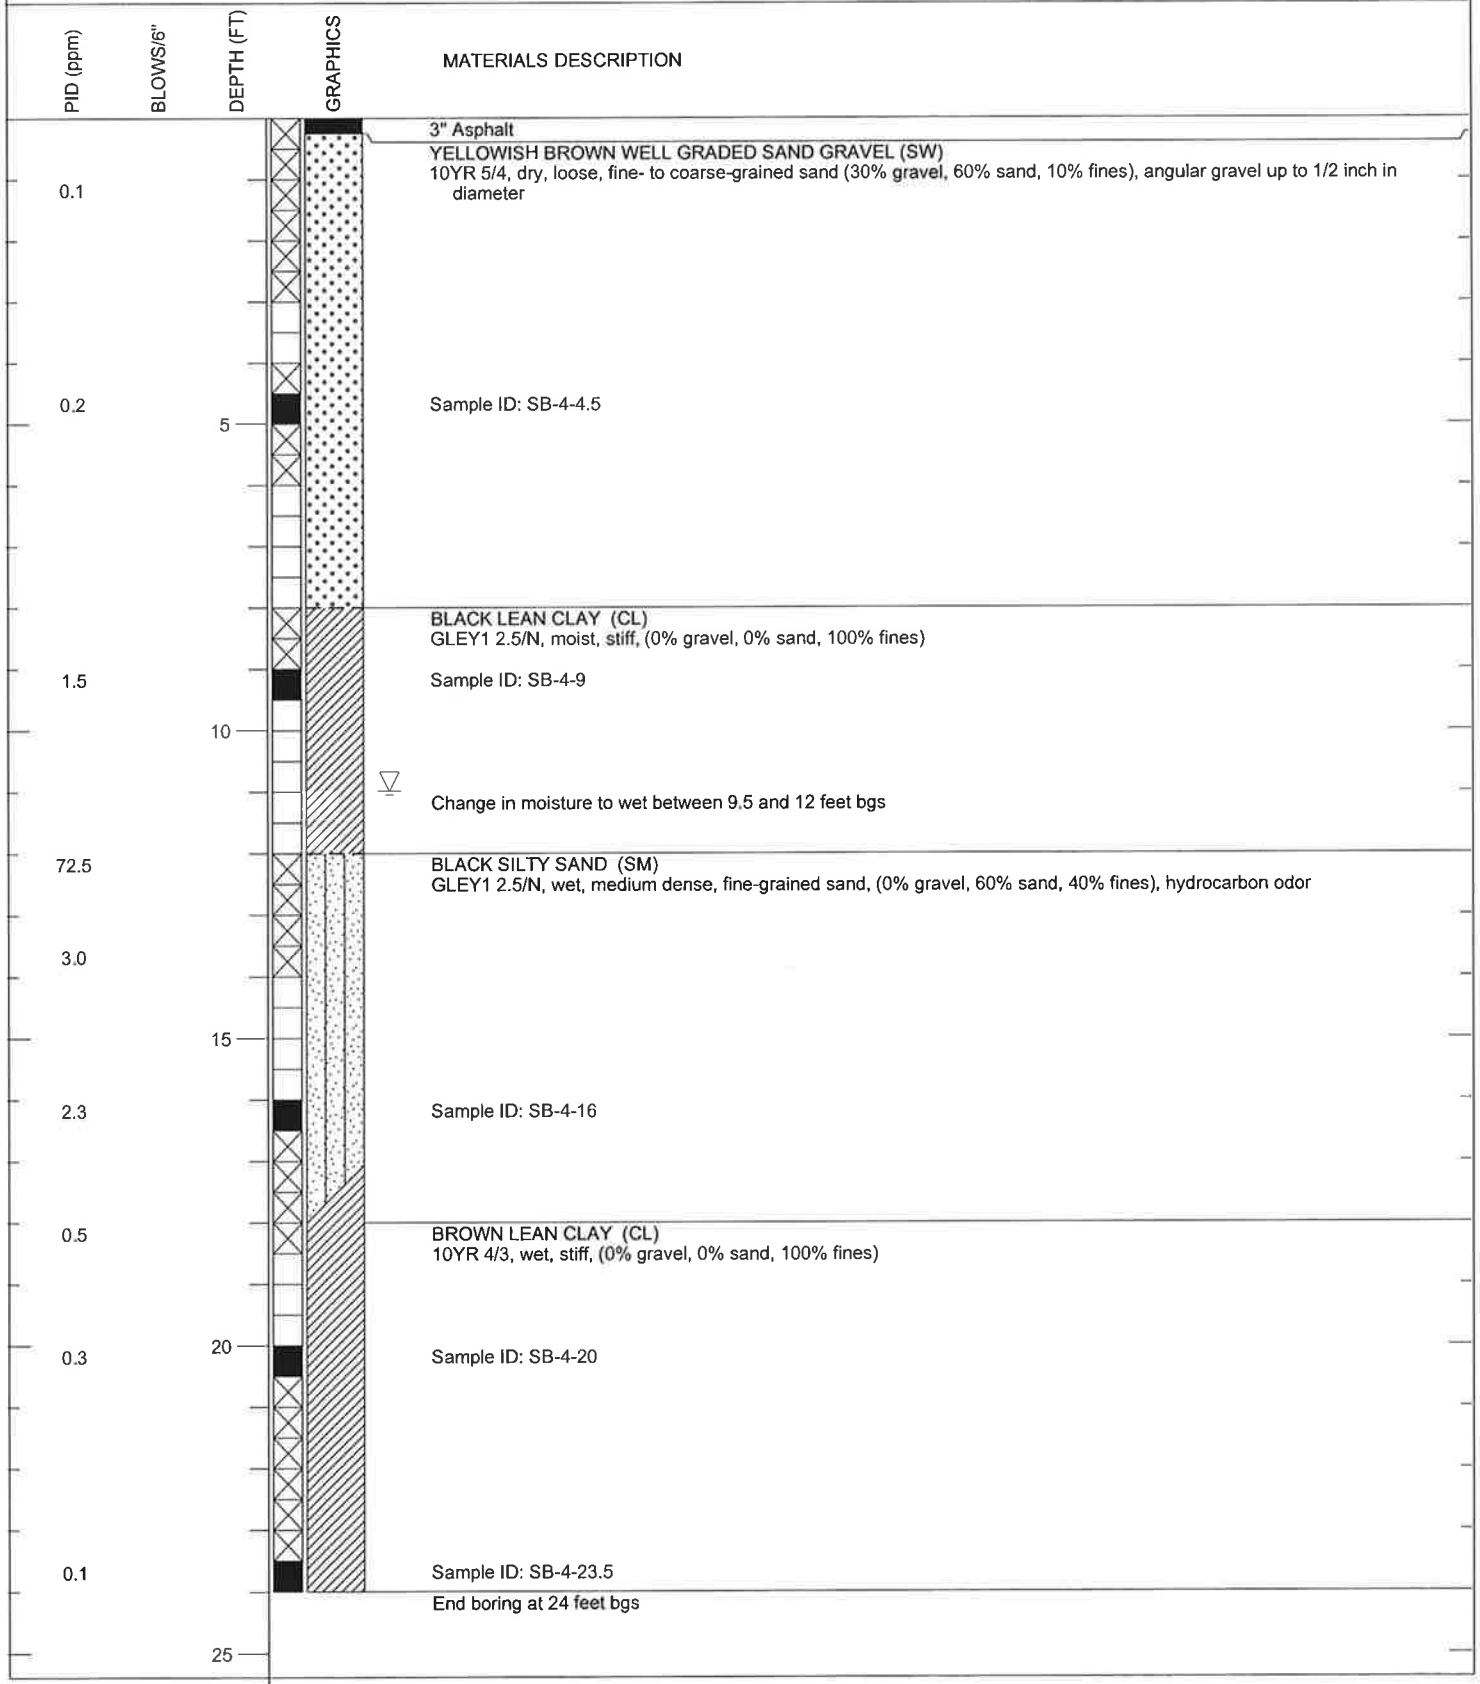 PID (ppm)
BLOWS/6"
DEPTH (FT)
GRAPHICS
MATERIALS DESCRIPTION
3" Asphalt
YELLOWISH BROWN WELL GRADED SAND GRAVEL (SW)
0.1
10YR 5/4, dry, loose, fine- to coarse-grained sand (30% gravel, 60% sand, 10% fines), angular gravel up to 1/2 inch in
diameter
0.2
Sample ID: SB-4-4.5
5
BLACK LEAN CLAY (CL)
GLEY1 2.5/N, moist, stiff, (0% gravel, 0% sand, 100% fines)
1.5
Sample ID: SB-4-9
10
Change in moisture to wet between 9.5 and 12 feet bgs
72.5
BLACK SILTY SAND (SM)
GLEY1 2.5/N, wet, medium dense, fine-grained sand, (0% gravel, 60% sand, 40% fines), hydrocarbon odor
3.0
15
2.3
Sample ID: SB-4-16
0.5
BROWN LEAN CLAY (CL)
10YR 4/3, wet, stiff, (0% gravel, 0% sand, 100% fines)
20
0.3
Sample ID: SB-4-20
0.1
Sample ID: SB-4-23.5
End boring at 24 feet bgs
25